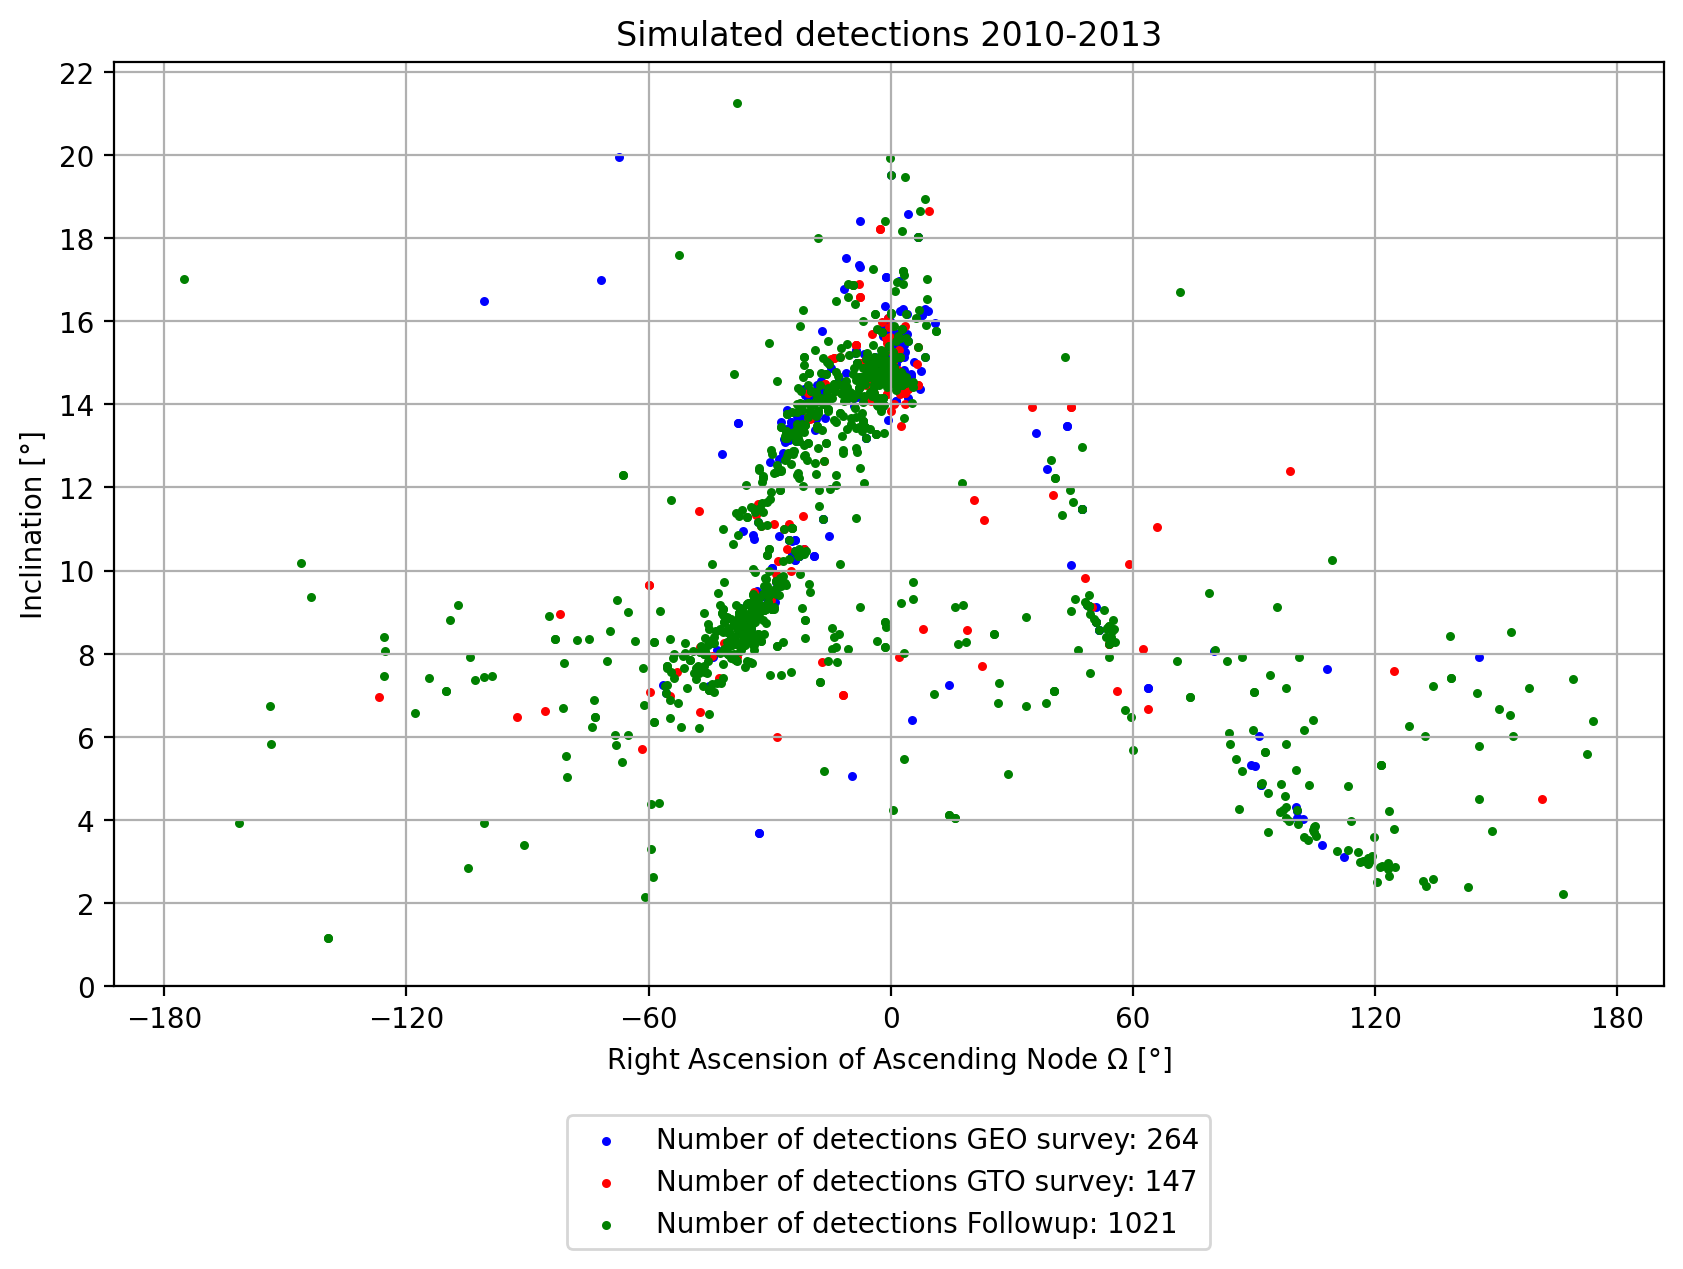 Simulated detections 2010-2013
22
20
18
16
14
12
10
8
6
4
2
0
Inclination [°]
−180 −120 −60 0 60 120 180
Right Ascension of Ascending Node Ω [°]
Number of detections GEO survey: 264
Number of detections GTO survey: 147
Number of detections Followup: 1021